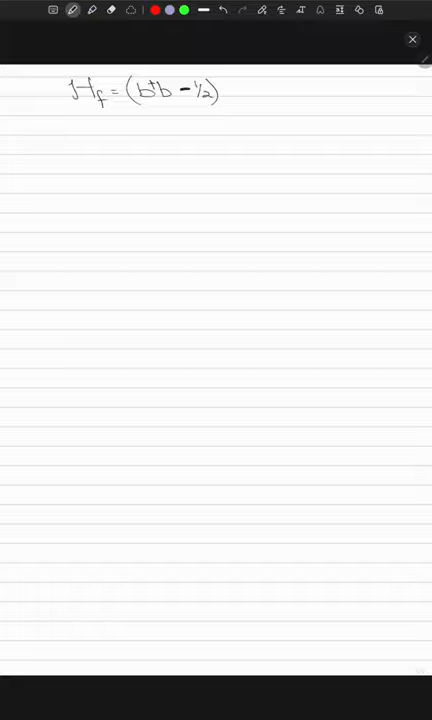 H_f = (b†b - 1/2)